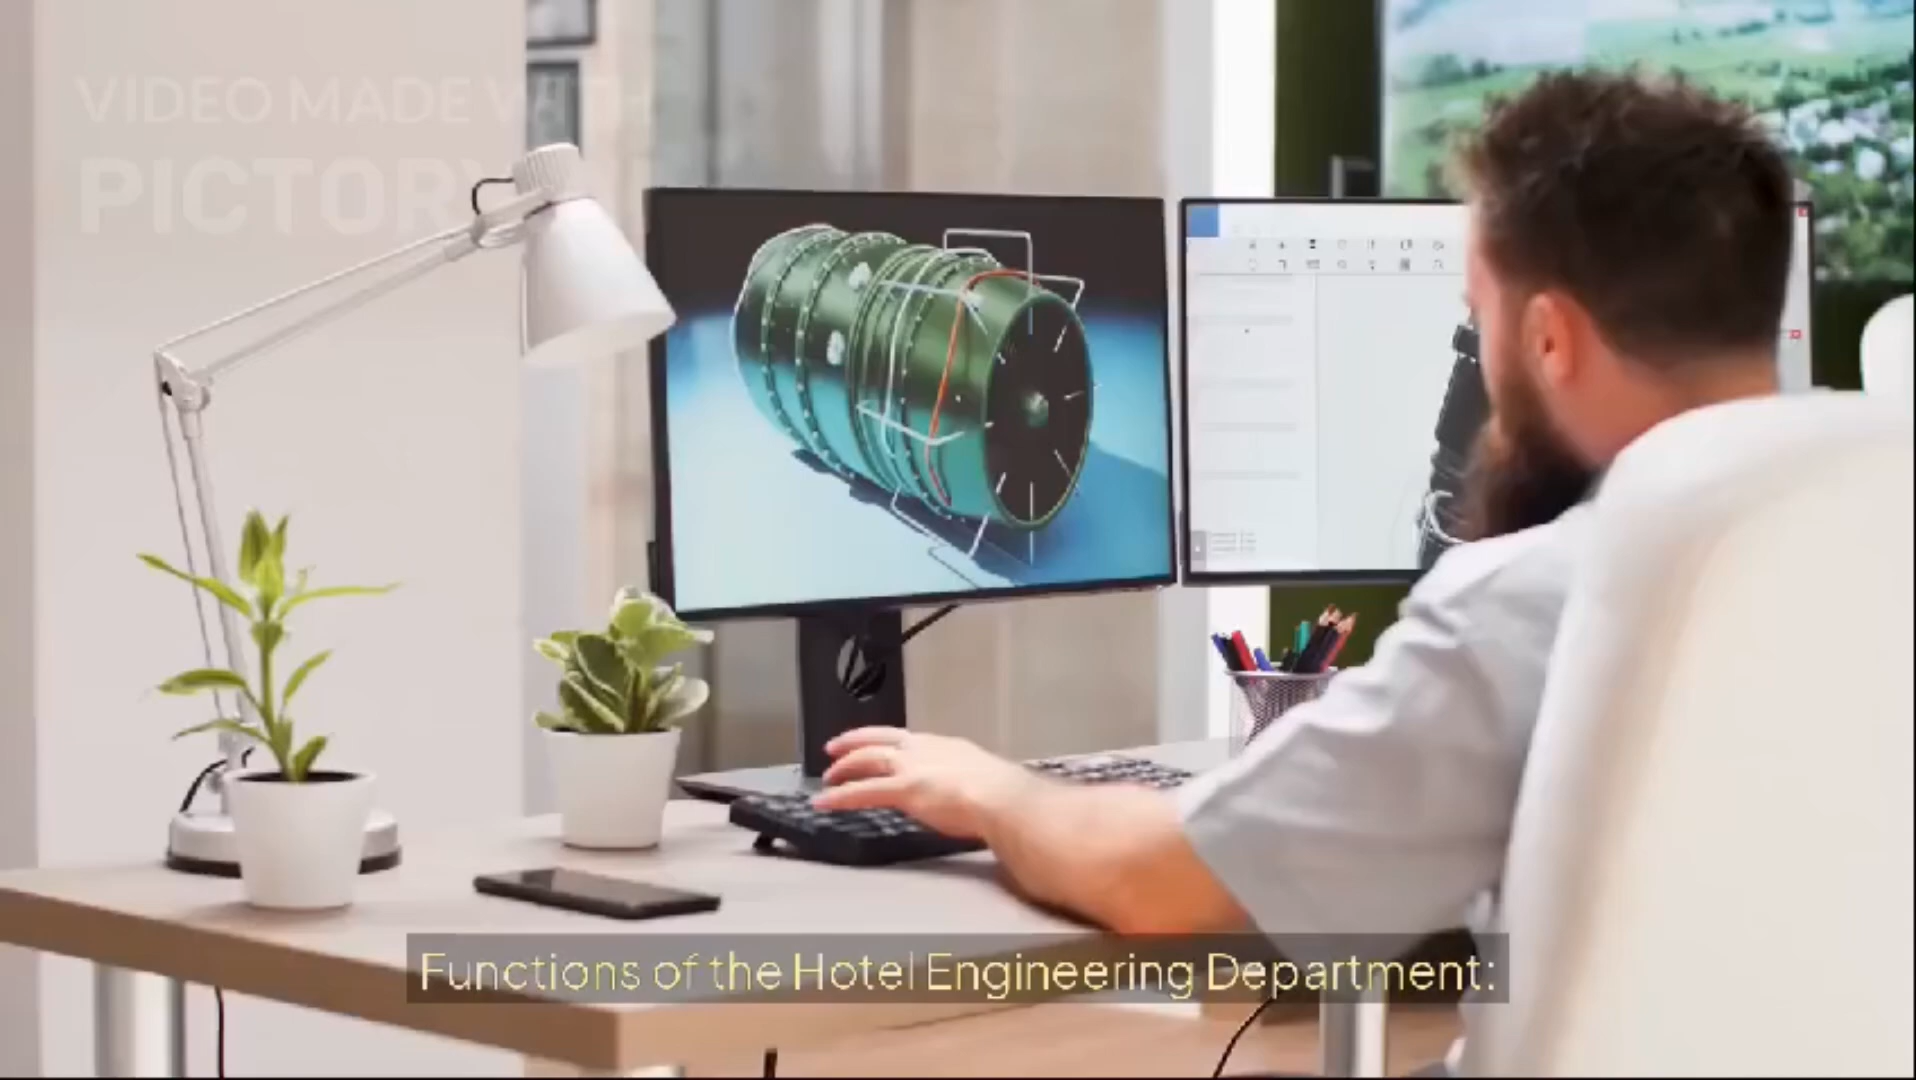 VIDEO MADE WITH
PICTORY
Functions of the Hotel Engineering Department: